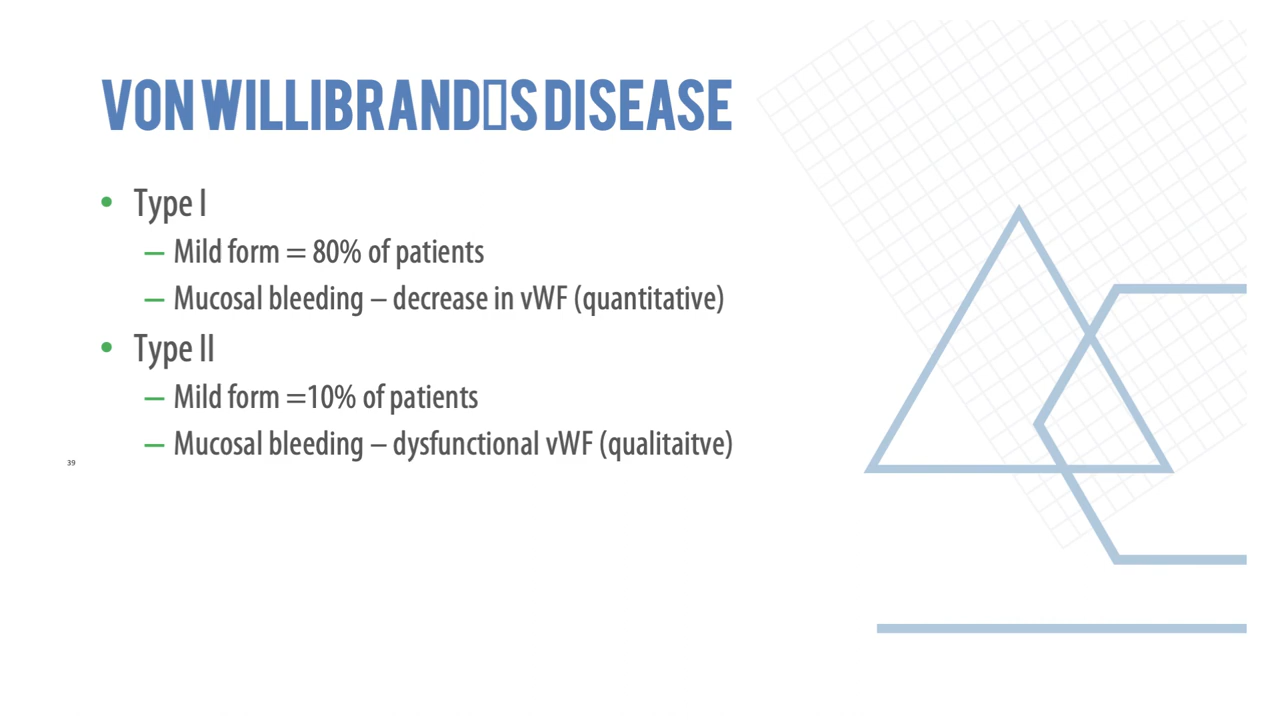 VON WILLIBRAND▯S DISEASE
• Type I
– Mild form = 80% of patients
– Mucosal bleeding – decrease in vWF (quantitative)
• Type II
– Mild form =10% of patients
– Mucosal bleeding – dysfunctional vWF (qualitaitve)
39